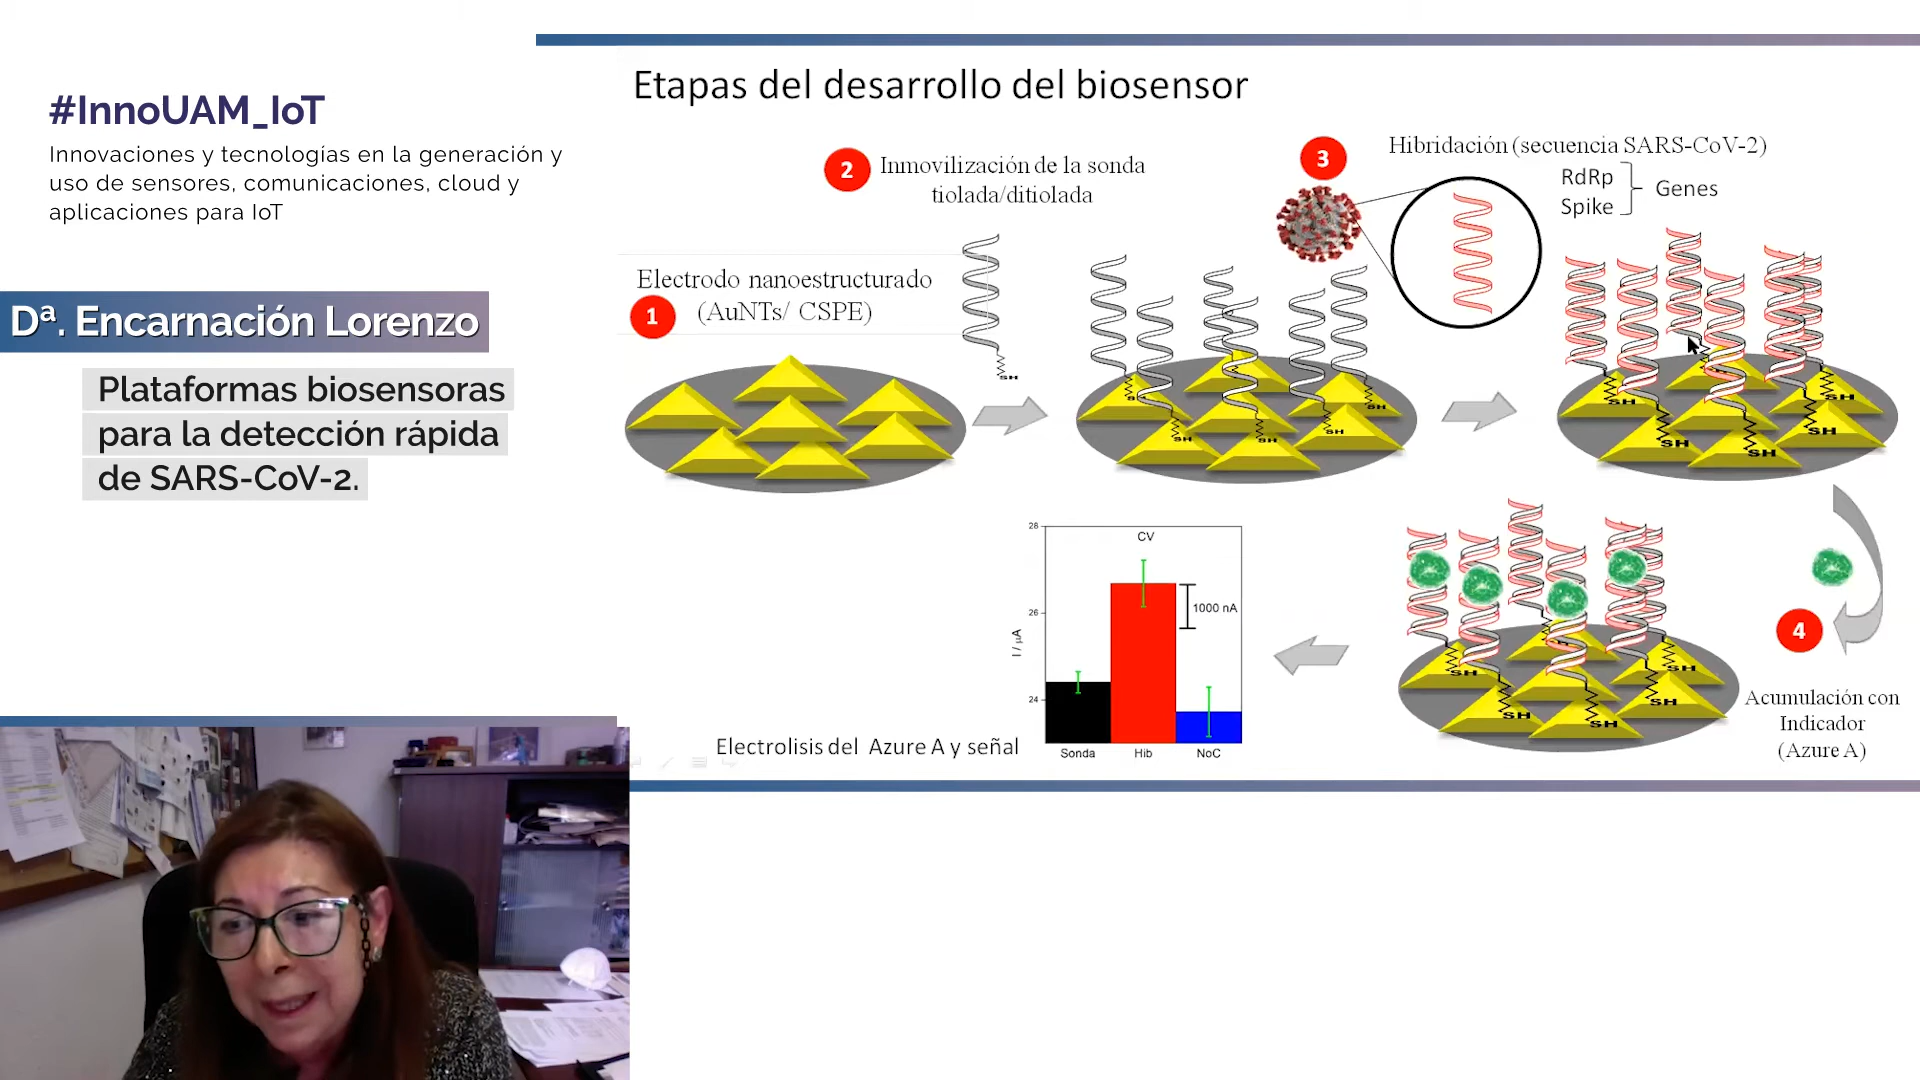 #InnoUAM_IoT
Innovaciones y tecnologías en la generación y
uso de sensores, comunicaciones, cloud y
aplicaciones para IoT
Dª. Encarnación Lorenzo
Plataformas biosensoras
para la detección rápida
de SARS-CoV-2.
Etapas del desarrollo del biosensor
1
Electrodo nanoestructurado
(AuNTs/ CSPE)
2
Inmovilización de la sonda
tiolada/ditiolada
SH
S
SH
SH
SH
SH
3
Hibridación (secuencia SARS-CoV-2)
RdRp
Spike
Genes
SH
SH
SH
SH
SH
4
Acumulación con
Indicador
(Azure A)
SH
SH
SH
SH
SH
Electrolisis del Azure A y señal
CV
28
26
24
I / µA
1000 nA
Sonda
Hib
NoC